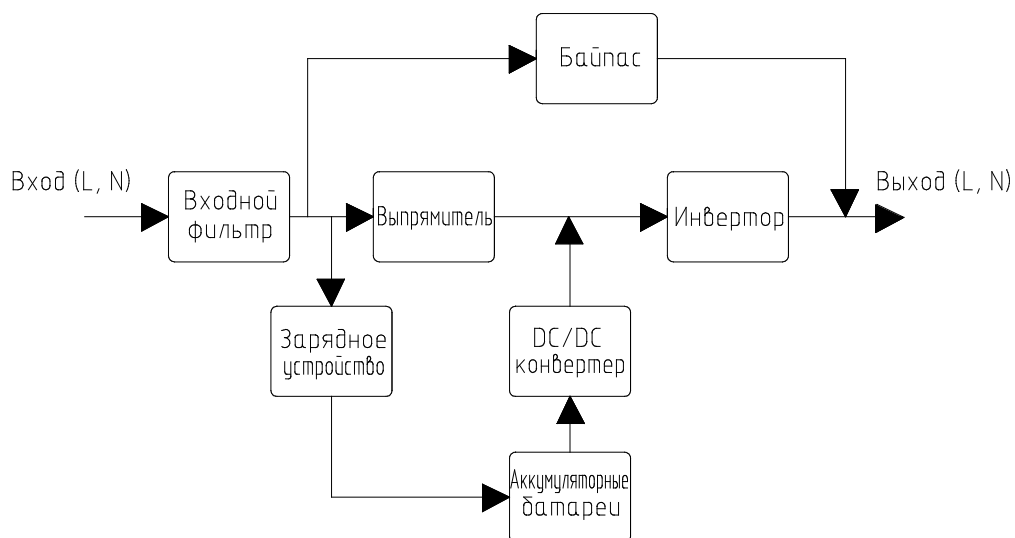 Байпас
Вход (L, N)
Входной
фильтр
Выпрямитель
Инвертор
Выход (L, N)
Зарядное
устройство
DC/DC
конвертер
Аккумуляторные
батареи